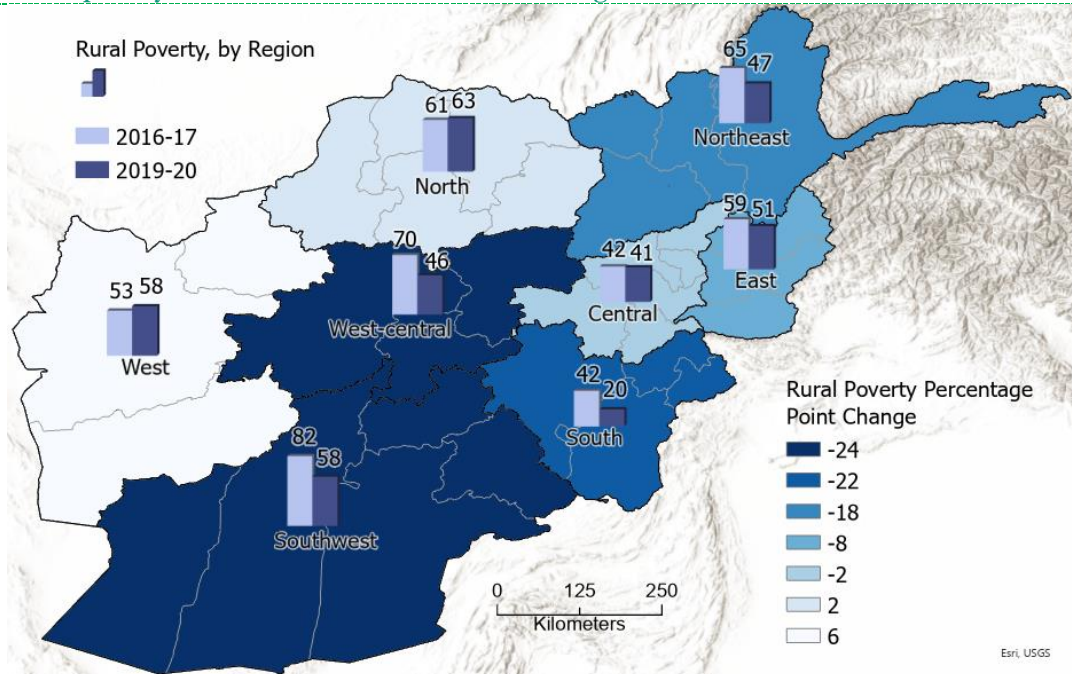 Rural Poverty, by Region
2016-17
2019-20
65
47
Northeast
61 63
North
59
51
East
70
46
West-central
42 41
Central
53 58
West
42
20
South
82
58
Southwest
Rural Poverty Percentage
Point Change
-24
-22
-18
-8
-2
2
6
0 125 250
Kilometers
Esri, USGS